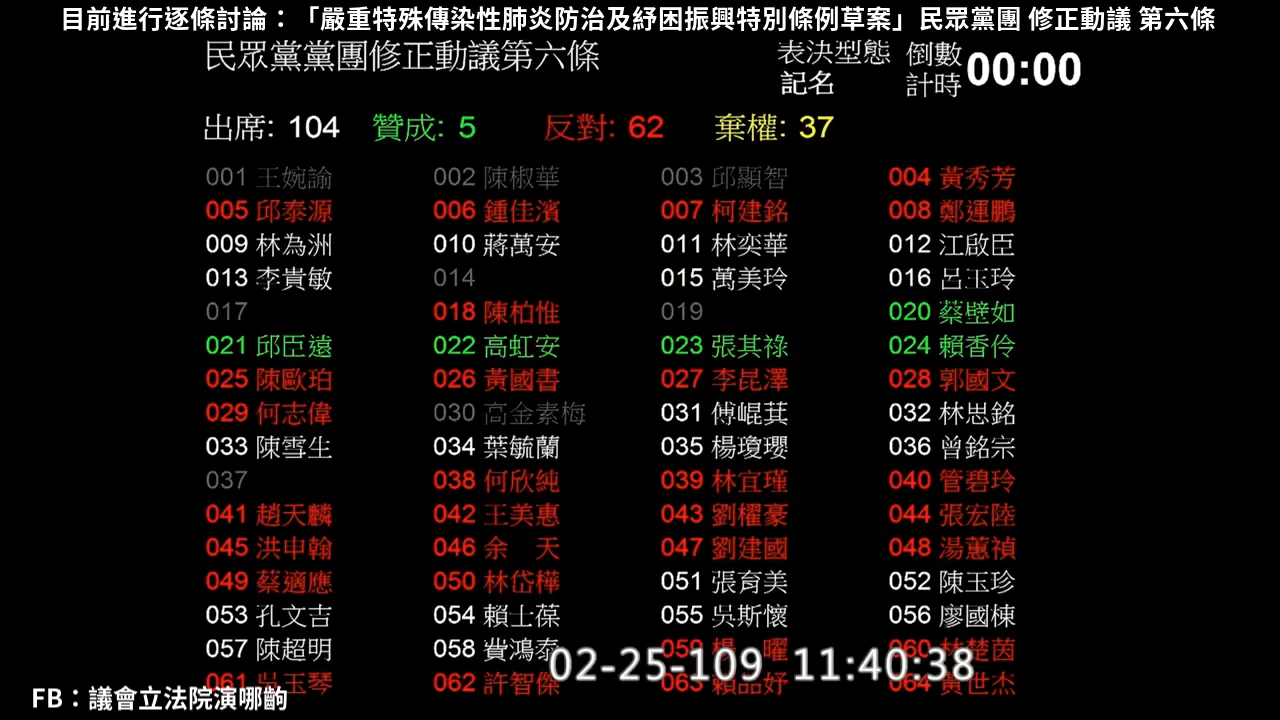 目前進行逐條討論：「嚴重特殊傳染性肺炎防治及紓困振興特別條例草案」民眾黨團 修正動議 第六條
民眾黨黨團修正動議第六條 表決型態 記名 倒數計時 00:00
出席: 104 贊成: 5 反對: 62 棄權: 37
001 王婉諭 002 陳椒華 003 邱顯智 004 黃秀芳
005 邱泰源 006 鍾佳濱 007 柯建銘 008 鄭運鵬
009 林為洲 010 蔣萬安 011 林奕華 012 江啟臣
013 李貴敏 014 015 萬美玲 016 呂玉玲
017 018 陳柏惟 019 020 蔡壁如
021 邱臣遠 022 高虹安 023 張其祿 024 賴香伶
025 陳歐珀 026 黃國書 027 李昆澤 028 郭國文
029 何志偉 030 高金素梅 031 傅崐萁 032 林思銘
033 陳雪生 034 葉毓蘭 035 楊瓊瓔 036 曾銘宗
037 038 何欣純 039 林宜瑾 040 管碧玲
041 趙天麟 042 王美惠 043 劉櫂豪 044 張宏陸
045 洪申翰 046 余 天 047 劉建國 048 湯蕙禎
049 蔡適應 050 林岱樺 051 張育美 052 陳玉珍
053 孔文吉 054 賴士葆 055 吳斯懷 056 廖國棟
057 陳超明 058 費鴻泰 059 楊 曜 060 林楚茵
061 吳玉琴 062 許智傑 063 賴品妤 064 黃世杰
02-25-109 11:40:38
FB：議會立法院演哪齣